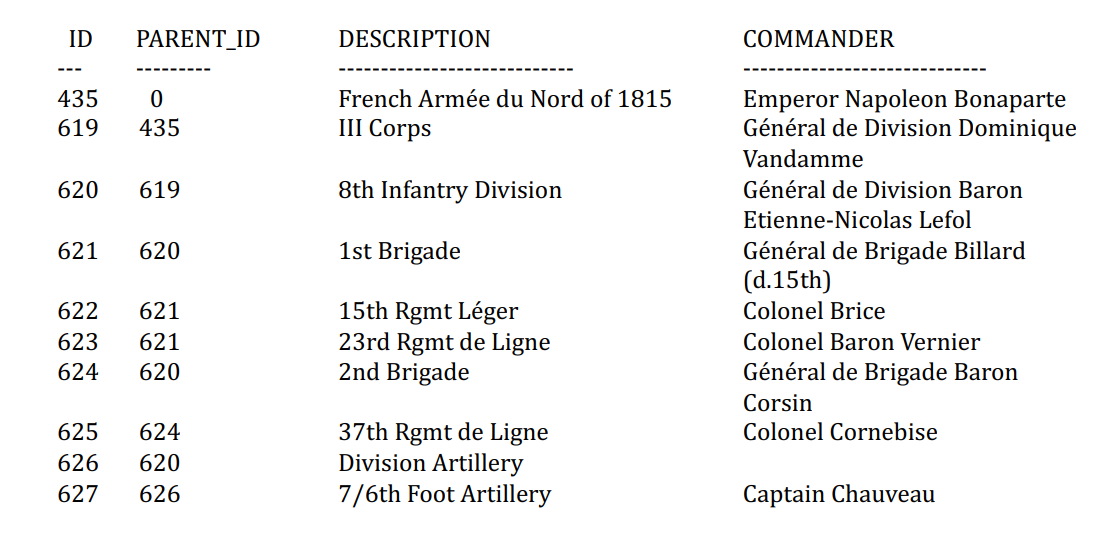 ID PARENT_ID DESCRIPTION COMMANDER
--- --------- ---------------------------- -----------------------------
435 0 French Armée du Nord of 1815 Emperor Napoleon Bonaparte
619 435 III Corps Général de Division Dominique
Vandamme
620 619 8th Infantry Division Général de Division Baron
Etienne-Nicolas Lefol
621 620 1st Brigade Général de Brigade Billard
(d.15th)
622 621 15th Rgmt Léger Colonel Brice
623 621 23rd Rgmt de Ligne Colonel Baron Vernier
624 620 2nd Brigade Général de Brigade Baron
Corsin
625 624 37th Rgmt de Ligne Colonel Cornebise
626 620 Division Artillery
627 626 7/6th Foot Artillery Captain Chauveau